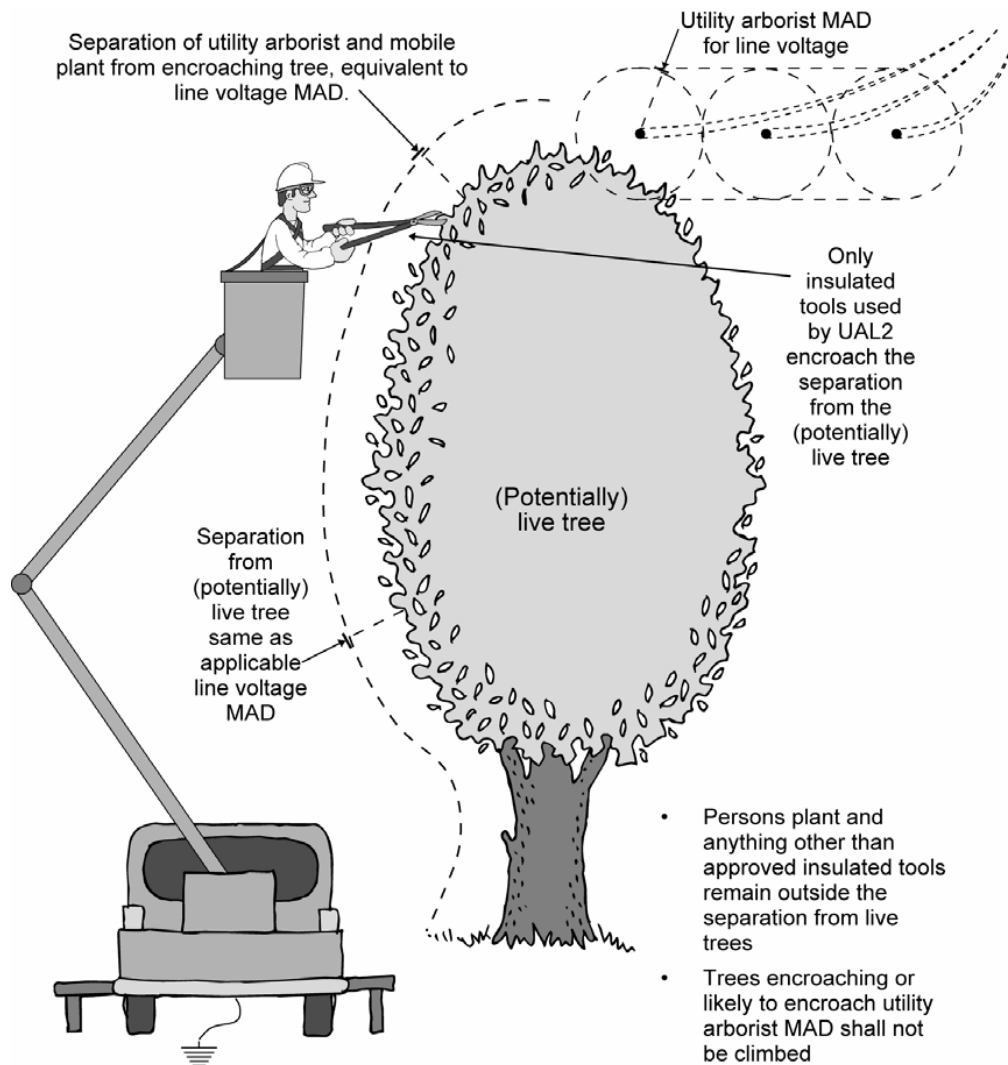 Separation of utility arborist and mobile
plant from encroaching tree, equivalent to
line voltage MAD.
Utility arborist MAD
for line voltage
Only
insulated
tools used
by UAL2
encroach the
separation
from the
(potentially)
live tree
(Potentially)
live tree
Separation
from
(potentially)
live tree
same as
applicable
line voltage
MAD
• Persons plant and
anything other than
approved insulated tools
remain outside the
separation from live
trees
• Trees encroaching or
likely to encroach utility
arborist MAD shall not
be climbed